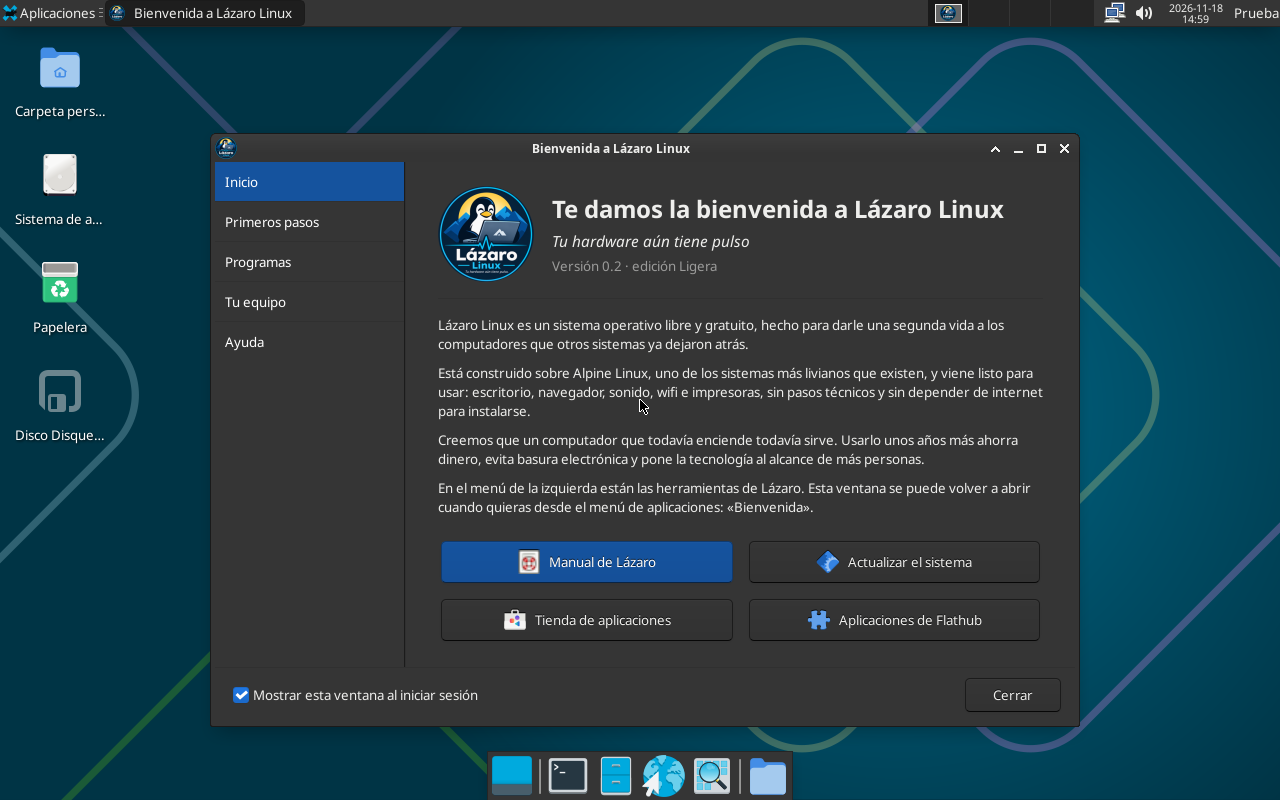 Aplicaciones
Bienvenida a Lázaro Linux
2026-11-18
14:59
Prueba
Carpeta pers...
Sistema de a...
Papelera
Disco Disque...
Bienvenida a Lázaro Linux
Inicio
Primeros pasos
Programas
Tu equipo
Ayuda
Lázaro
Linux
Tu hardware aún tiene pulso
Te damos la bienvenida a Lázaro Linux
Tu hardware aún tiene pulso
Versión 0.2 · edición Ligera
Lázaro Linux es un sistema operativo libre y gratuito, hecho para darle una segunda vida a los
computadores que otros sistemas ya dejaron atrás.
Está construido sobre Alpine Linux, uno de los sistemas más livianos que existen, y viene listo para
usar: escritorio, navegador, sonido, wifi e impresoras, sin pasos técnicos y sin depender de internet
para instalarse.
Creemos que un computador que todavía enciende todavía sirve. Usarlo unos años más ahorra
dinero, evita basura electrónica y pone la tecnología al alcance de más personas.
En el menú de la izquierda están las herramientas de Lázaro. Esta ventana se puede volver a abrir
cuando quieras desde el menú de aplicaciones: «Bienvenida».
Manual de Lázaro
Actualizar el sistema
Tienda de aplicaciones
Aplicaciones de Flathub
Mostrar esta ventana al iniciar sesión
Cerrar